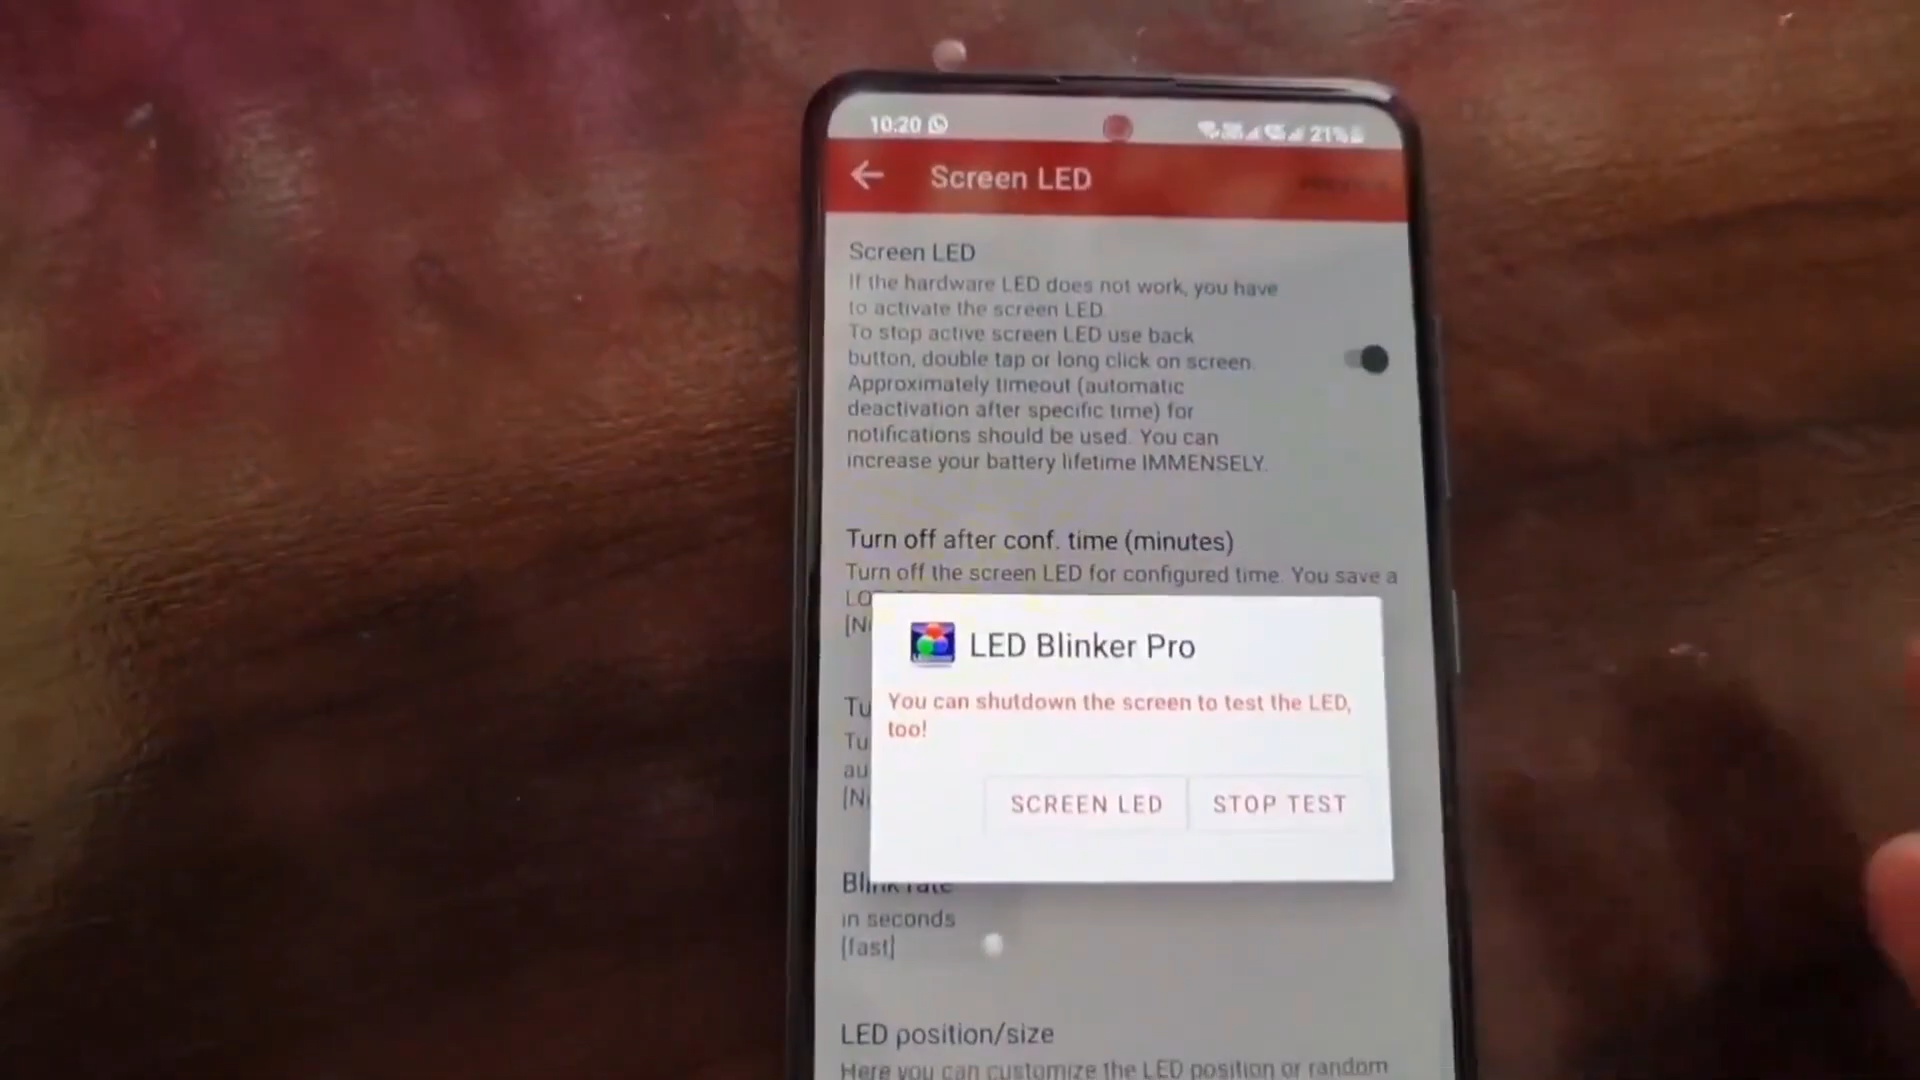 10:20
21%
Screen LED
Screen LED
If the hardware LED does not work, you have
to activate the screen LED.
To stop active screen LED use back
button, double tap or long click on screen.
Approximately timeout (automatic
deactivation after specific time) for
notifications should be used. You can
increase your battery lifetime IMMENSELY.
Turn off after conf. time (minutes)
Turn off the screen LED for configured time. You save a
LED Blinker Pro
You can shutdown the screen to test the LED,
too!
SCREEN LED
STOP TEST
Blink rate
in seconds
[fast]
LED position/size
Here you can customize the LED position or random